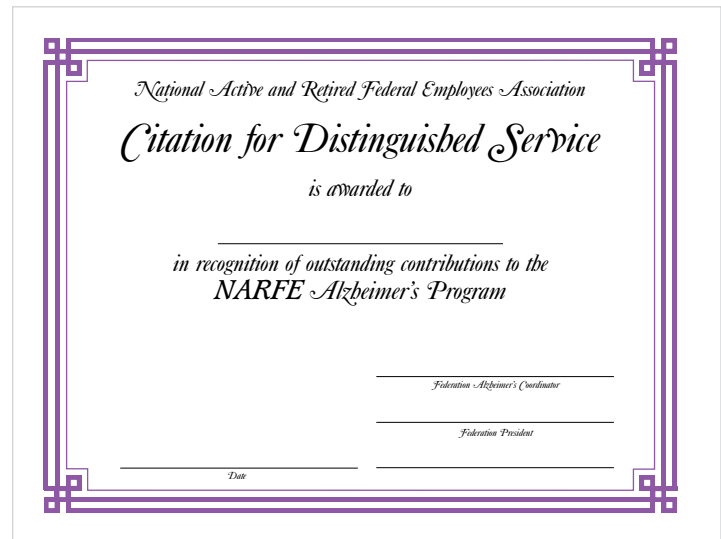 National Active and Retired Federal Employees Association
Citation for Distinguished Service
is awarded to
in recognition of outstanding contributions to the
NARFE Alzheimer's Program
Federation Alzheimer's Coordinator
Federation President
Date